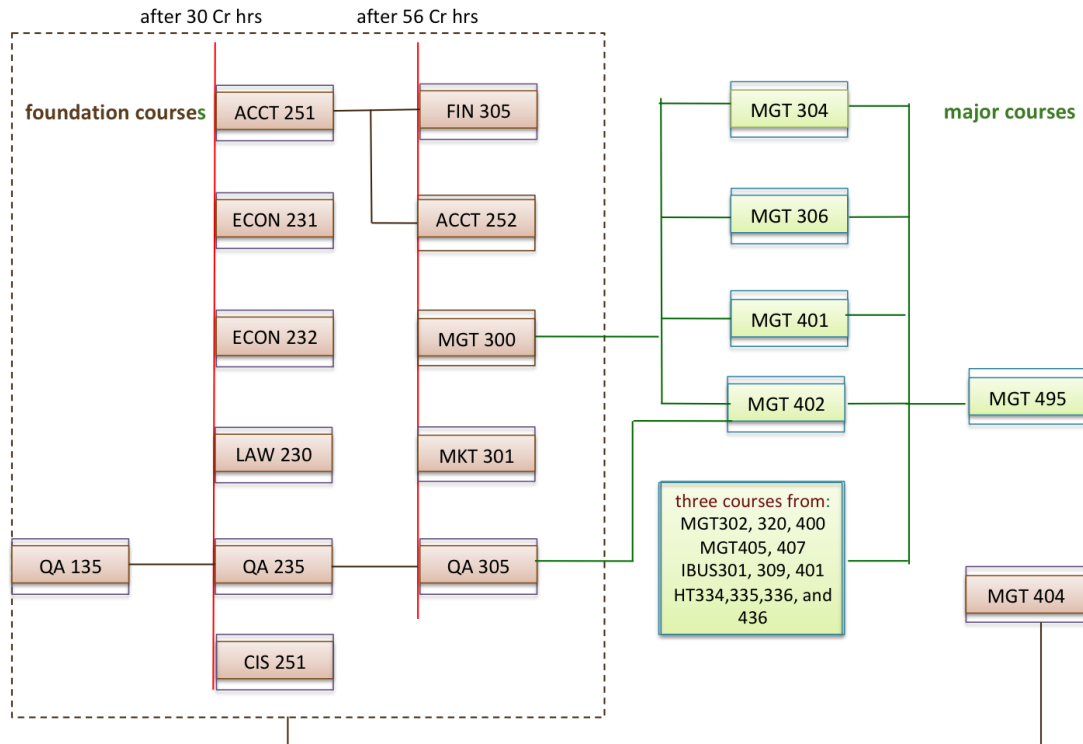 after 30 Cr hrs
after 56 Cr hrs
foundation courses
ACCT 251
FIN 305
MGT 304
major courses
ECON 231
ACCT 252
MGT 306
ECON 232
MGT 300
MGT 401
MGT 402
MGT 495
LAW 230
MKT 301
three courses from:
MGT302, 320, 400
MGT405, 407
IBUS301, 309, 401
HT334,335,336, and
436
QA 135
QA 235
QA 305
MGT 404
CIS 251